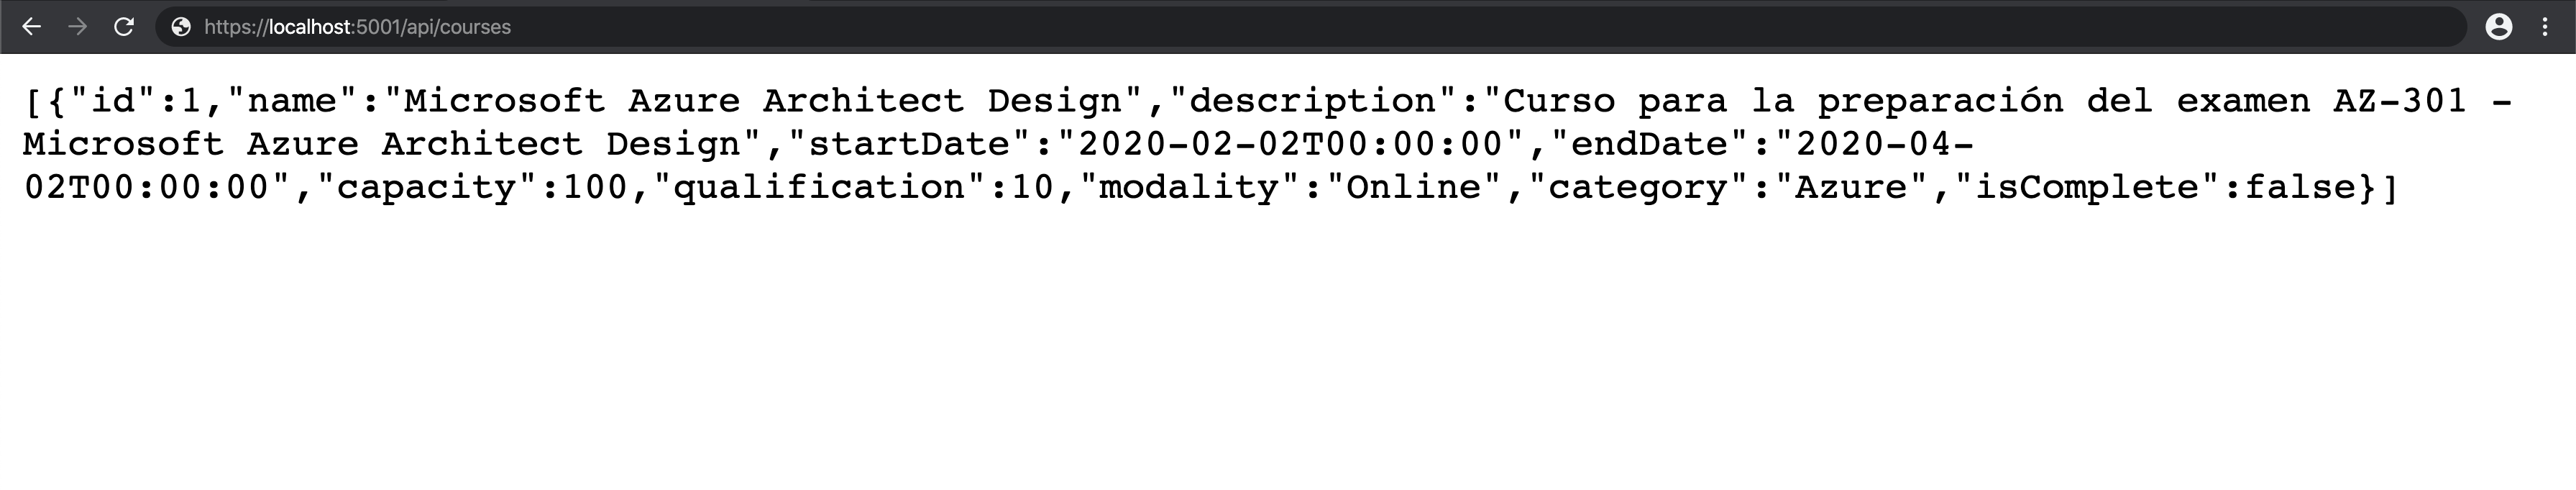 https://localhost:5001/api/courses
[{"id":1,"name":"Microsoft Azure Architect Design","description":"Curso para la preparación del examen AZ-301 -
Microsoft Azure Architect Design","startDate":"2020-02-02T00:00:00","endDate":"2020-04-
02T00:00:00","capacity":100,"qualification":10,"modality":"Online","category":"Azure","isComplete":false}]